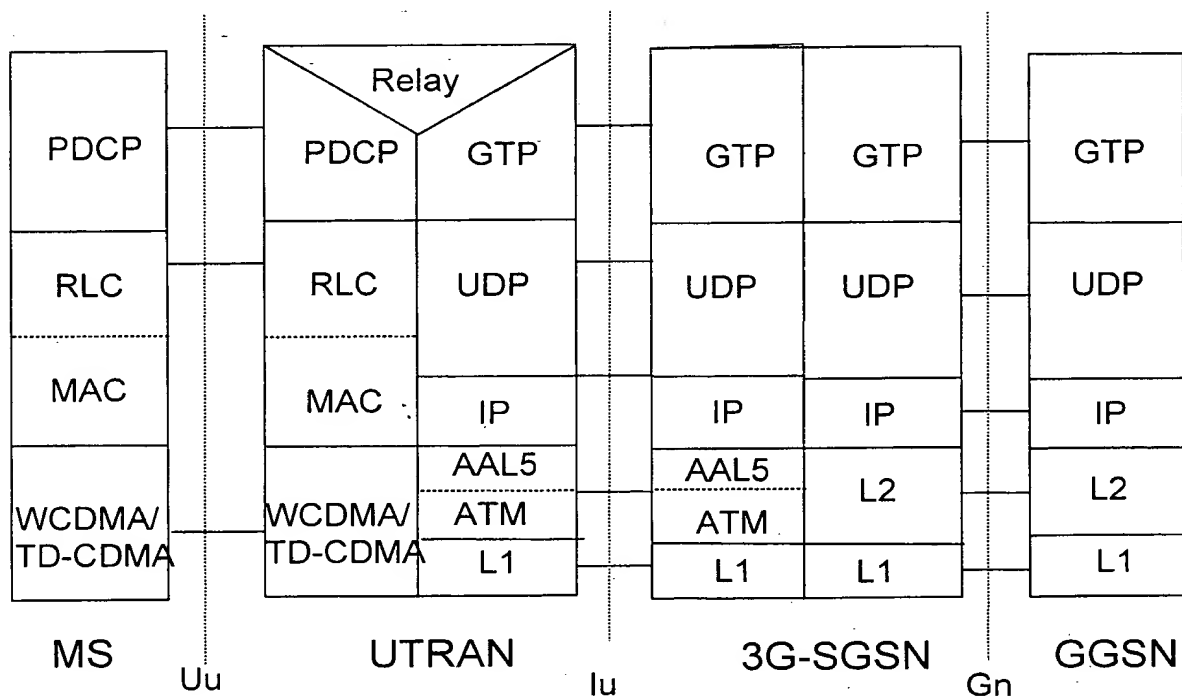 Relay
PDCP
PDCP
GTP
GTP
GTP
GTP
RLC
RLC
UDP
UDP
UDP
UDP
MAC
MAC
IP
IP
IP
IP
AAL5
AAL5
L2
L2
WCDMA/
TD-CDMA
WCDMA/
TD-CDMA
ATM
ATM
L1
L1
L1
L1
MS
UTRAN
3G-SGSN
GGSN
Uu
Iu
Gn